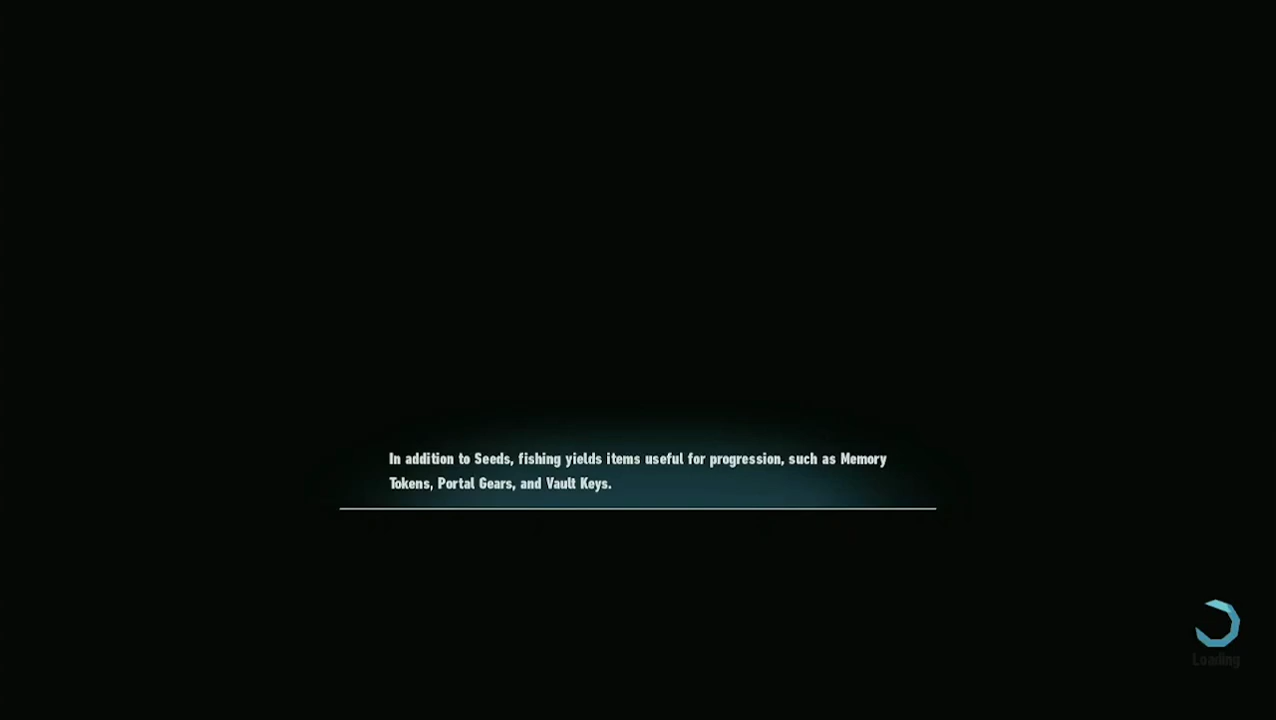 In addition to Seeds, fishing yields items useful for progression, such as Memory
Tokens, Portal Gears, and Vault Keys.
Loading